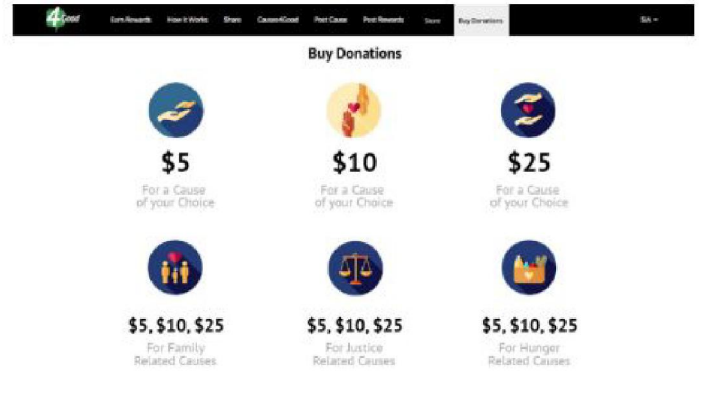 4Good
Earn Rewards How It Works Share Causes4Good Post Cause Post Rewards Store Buy Donations
Buy Donations
$5 $10 $25
For a Cause For a Cause For a Cause
of your Choice of your Choice of your Choice
$5, $10, $25 $5, $10, $25 $5, $10, $25
For Family For Justice For Hunger
Related Causes Related Causes Related Causes